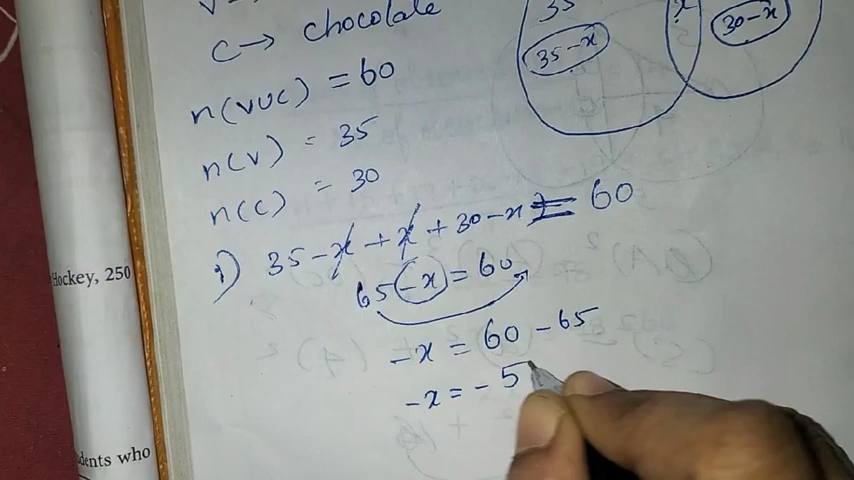 C → chocolate
35
x
35-x
30-x
n(VUC) = 60
n(V) = 35
n(C) = 30
i) 35 - x + x + 30 - x = 60
65 - x = 60
-x = 60 - 65
-x = -5
Hockey, 250
dents who